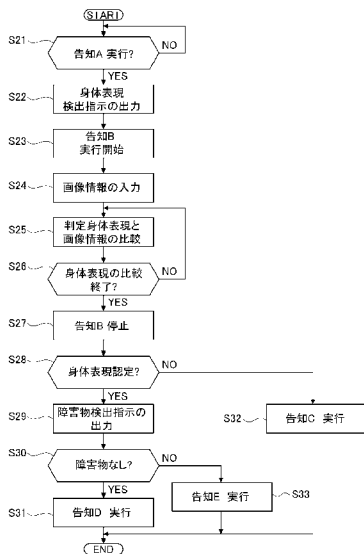 START
S21
告知A 実行?
NO
YES
S22
身体表現
検出指示の出力
S23
告知B
実行開始
S24
画像情報の入力
S25
判定身体表現と
画像情報の比較
S26
身体表現の比較
終了?
NO
YES
S27
告知B 停止
S28
身体表現認定?
NO
YES
S29
障害物検出指示の
出力
S32
告知C 実行
S30
障害物なし?
NO
YES
S31
告知D 実行
告知E 実行
S33
END